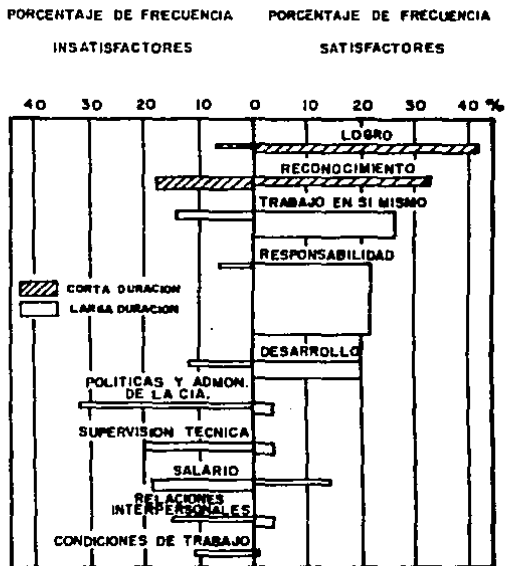 PORCENTAJE DE FRECUENCIA PORCENTAJE DE FRECUENCIA
INSATISFACTORES SATISFACTORES
40 30 20 10 0 10 20 30 40 %
LOGRO
RECONOCIMIENTO
TRABAJO EN SI MISMO
RESPONSABILIDAD
CORTA DURACION
LARGA DURACION
DESARROLLO
POLITICAS Y ADMON.
DE LA CIA.
SUPERVISION TECNICA
SALARIO
RELACIONES
INTERPERSONALES
CONDICIONES DE TRABAJO